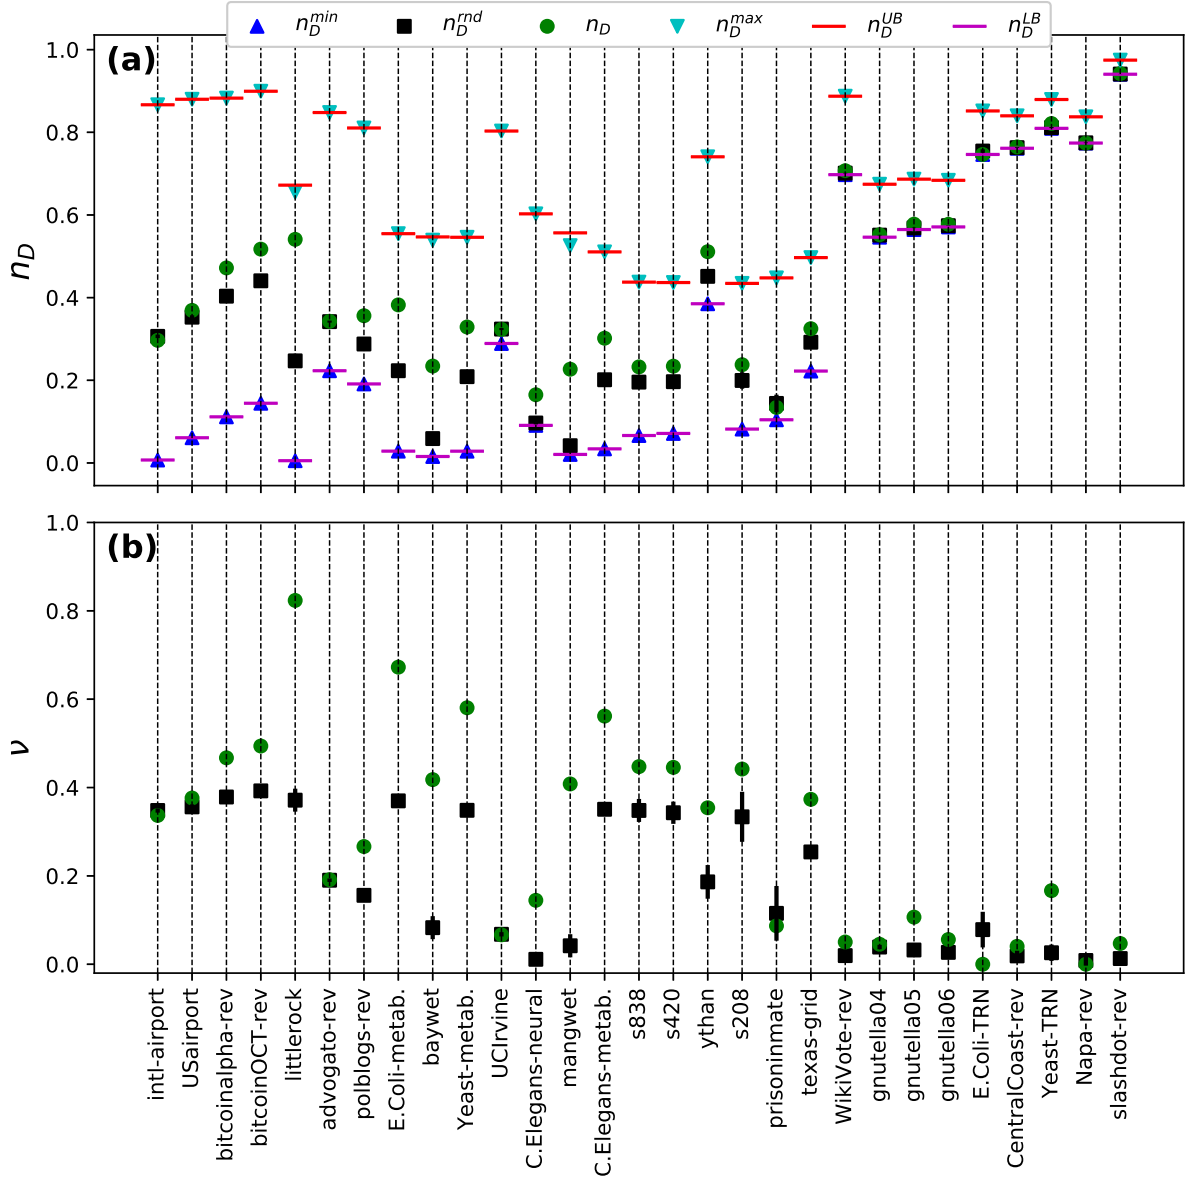 n_D^{min} n_D^{rnd} n_D n_D^{max} n_D^{UB} n_D^{LB}
(a)
1.0
0.8
0.6
0.4
0.2
0.0
n_D
(b)
1.0
0.8
0.6
0.4
0.2
0.0
ν
intl-airport
USairport
bitcoinalpha-rev
bitcoinOCT-rev
littlerock
advogato-rev
polblogs-rev
E.Coli-metab.
baywet
Yeast-metab.
UCIrvine
C.Elegans-neural
mangwet
C.Elegans-metab.
s838
s420
ythan
s208
prisoninmate
texas-grid
WikiVote-rev
gnutella04
gnutella05
gnutella06
E.Coli-TRN
CentralCoast-rev
Yeast-TRN
Napa-rev
slashdot-rev